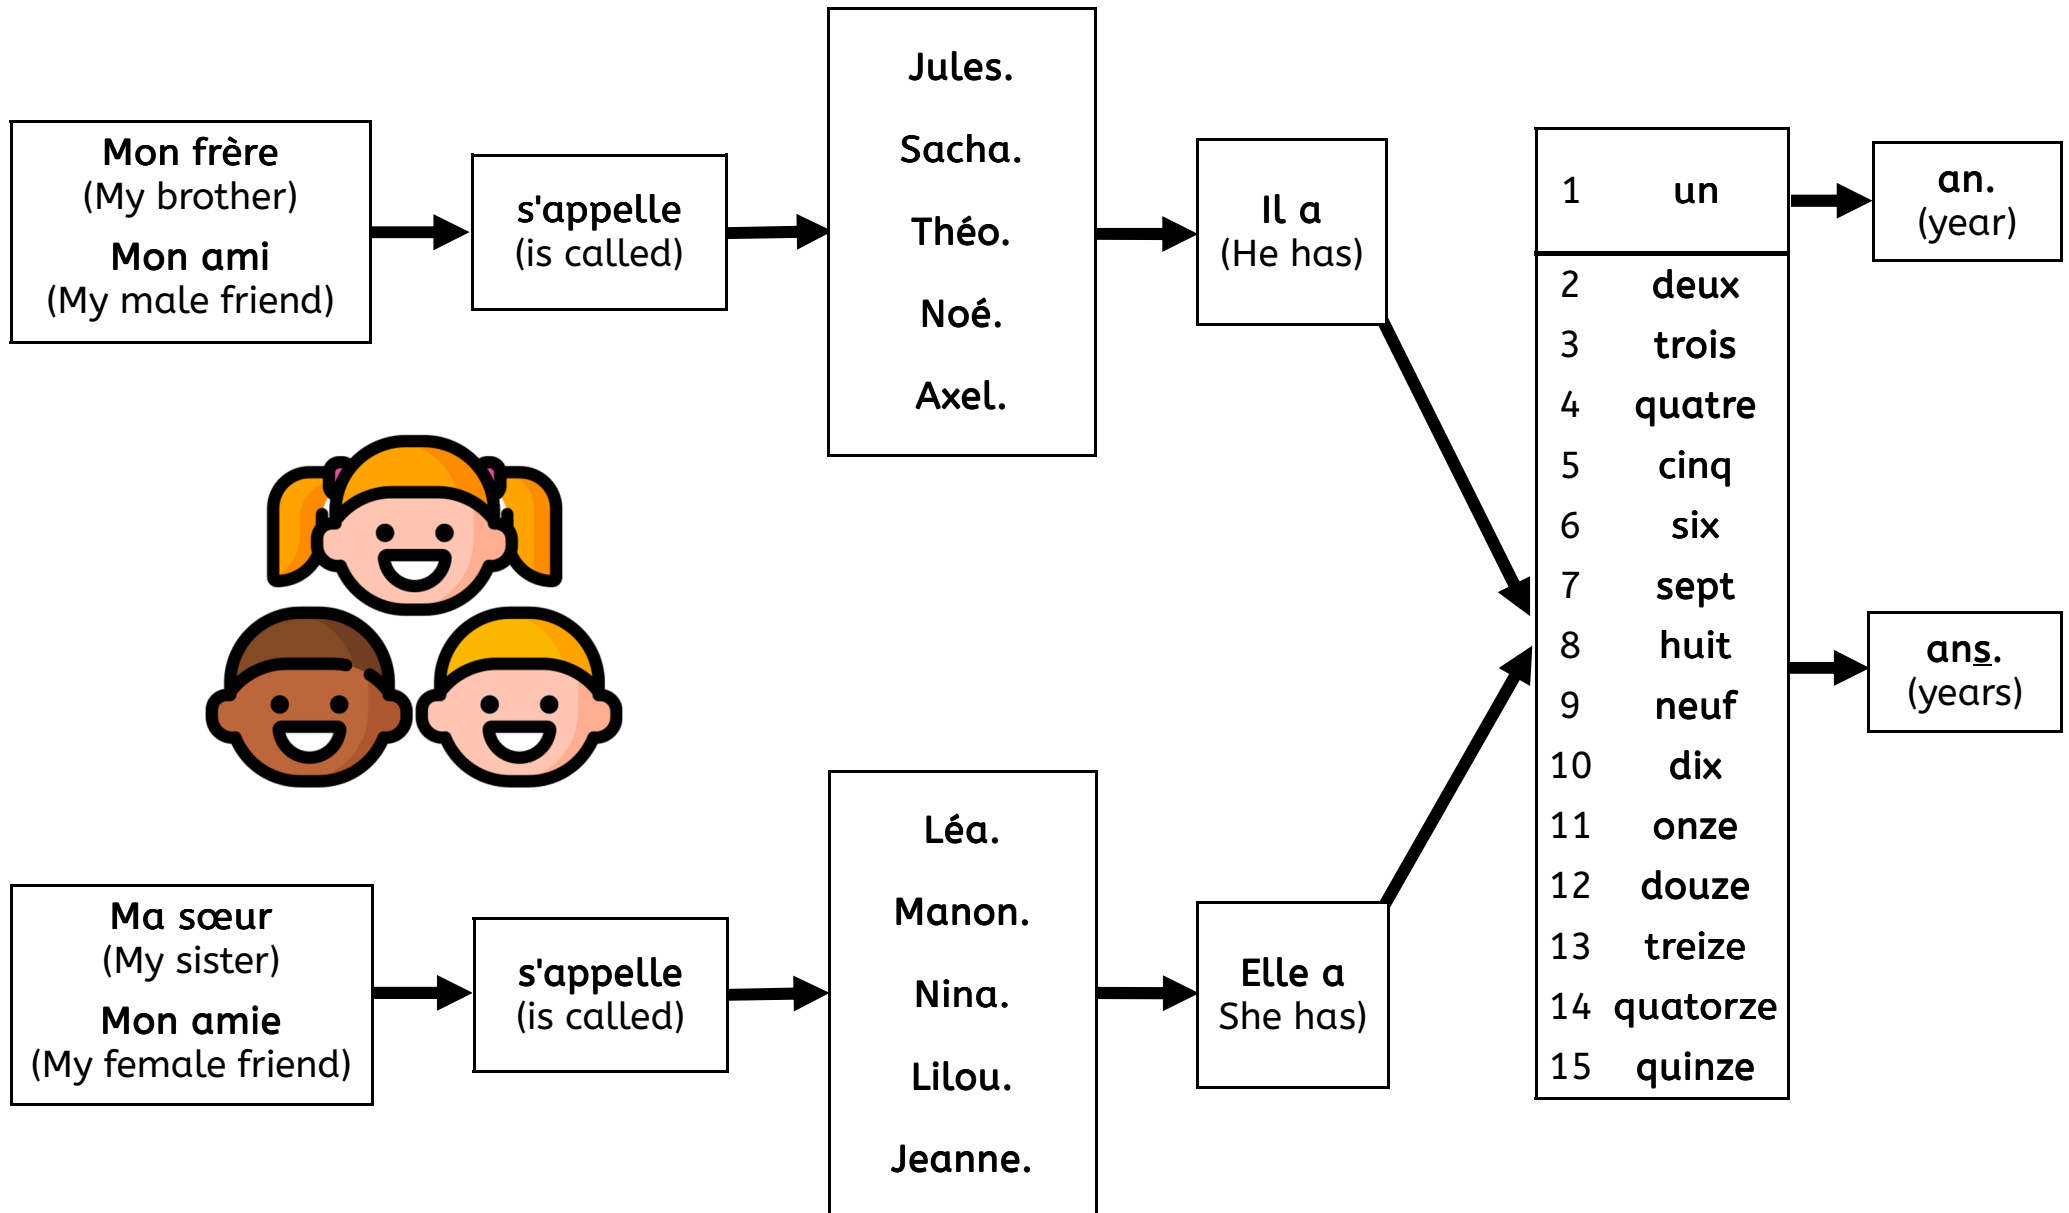 Mon frère
(My brother)
Mon ami
(My male friend)
s'appelle
(is called)
Jules.
Sacha.
Théo.
Noé.
Axel.
Il a
(He has)
1 un
an.
(year)
2 deux
3 trois
4 quatre
5 cinq
6 six
7 sept
8 huit
9 neuf
10 dix
11 onze
12 douze
13 treize
14 quatorze
15 quinze
ans.
(years)
Ma sœur
(My sister)
Mon amie
(My female friend)
s'appelle
(is called)
Léa.
Manon.
Nina.
Lilou.
Jeanne.
Elle a
She has)